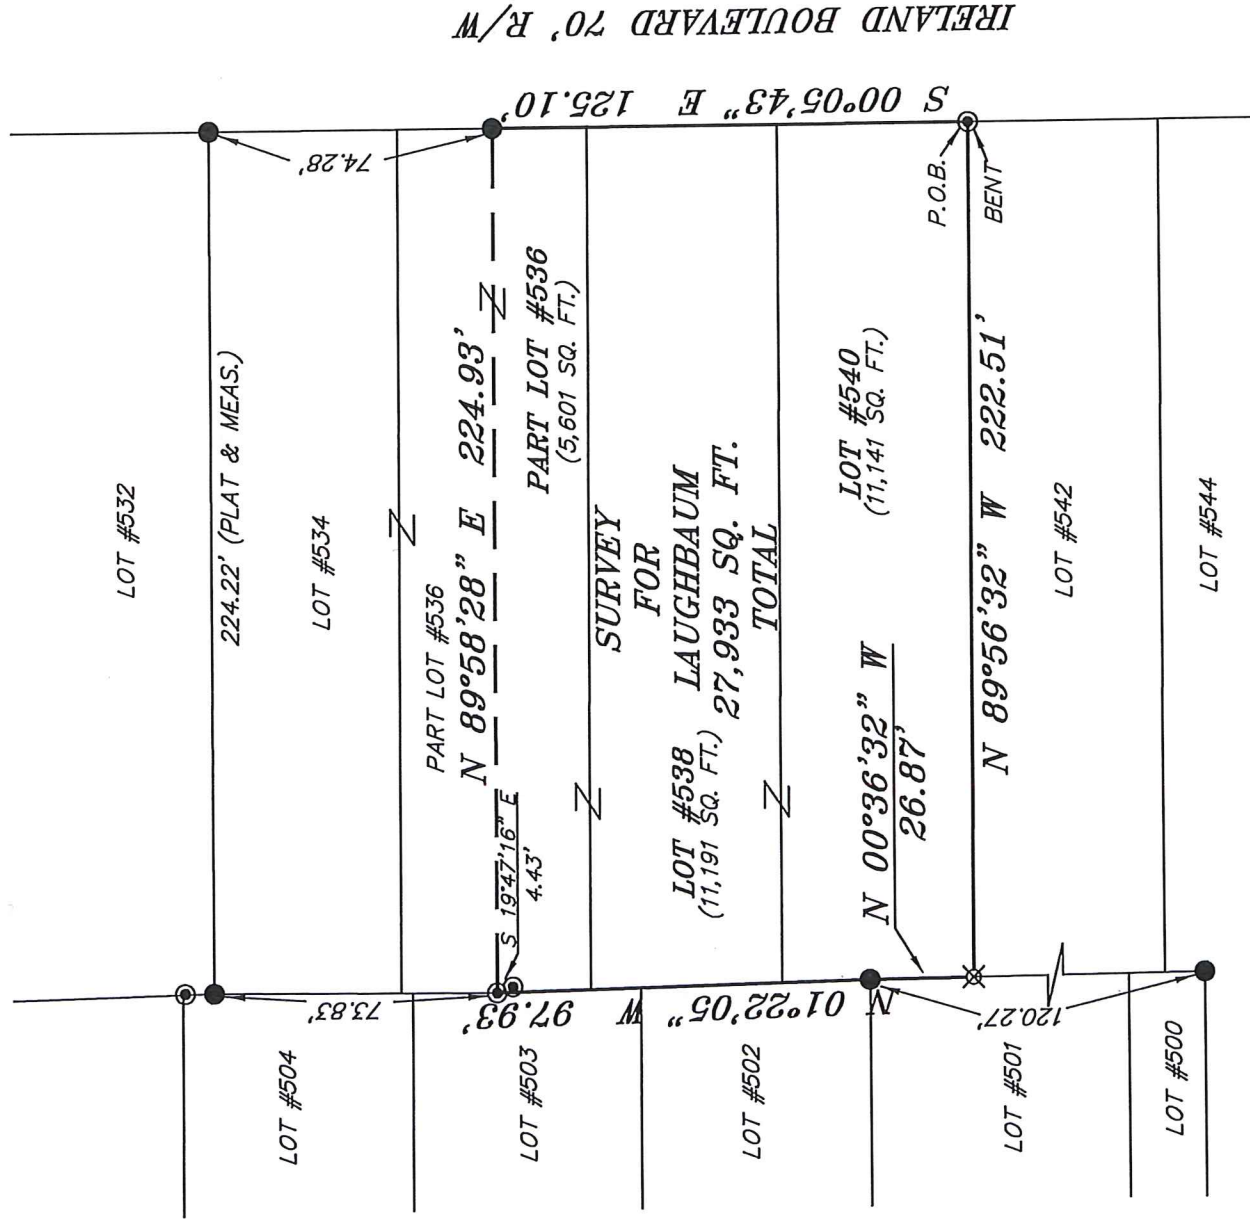 IRELAND BOULEVARD 70' R/W
S 00°05'43" E 125.10'
74.28'
P.O.B.
BENT
LOT #532
224.22' (PLAT & MEAS.)
LOT #534
PART LOT #536
N 89°58'28" E 224.93'
PART LOT #536
(5,601 SQ. FT.)
S 19°47'16" E
4.43'
SURVEY
FOR
LAUGHBAUM
27,933 SQ. FT.
TOTAL
LOT #538
(11,191 SQ. FT.)
LOT #540
(11,141 SQ. FT.)
N 00°36'32" W
26.87'
N 89°56'32" W 222.51'
LOT #542
LOT #544
73.83'
N 01°22'05" W 97.93'
120.27'
LOT #504
LOT #503
LOT #502
LOT #501
LOT #500